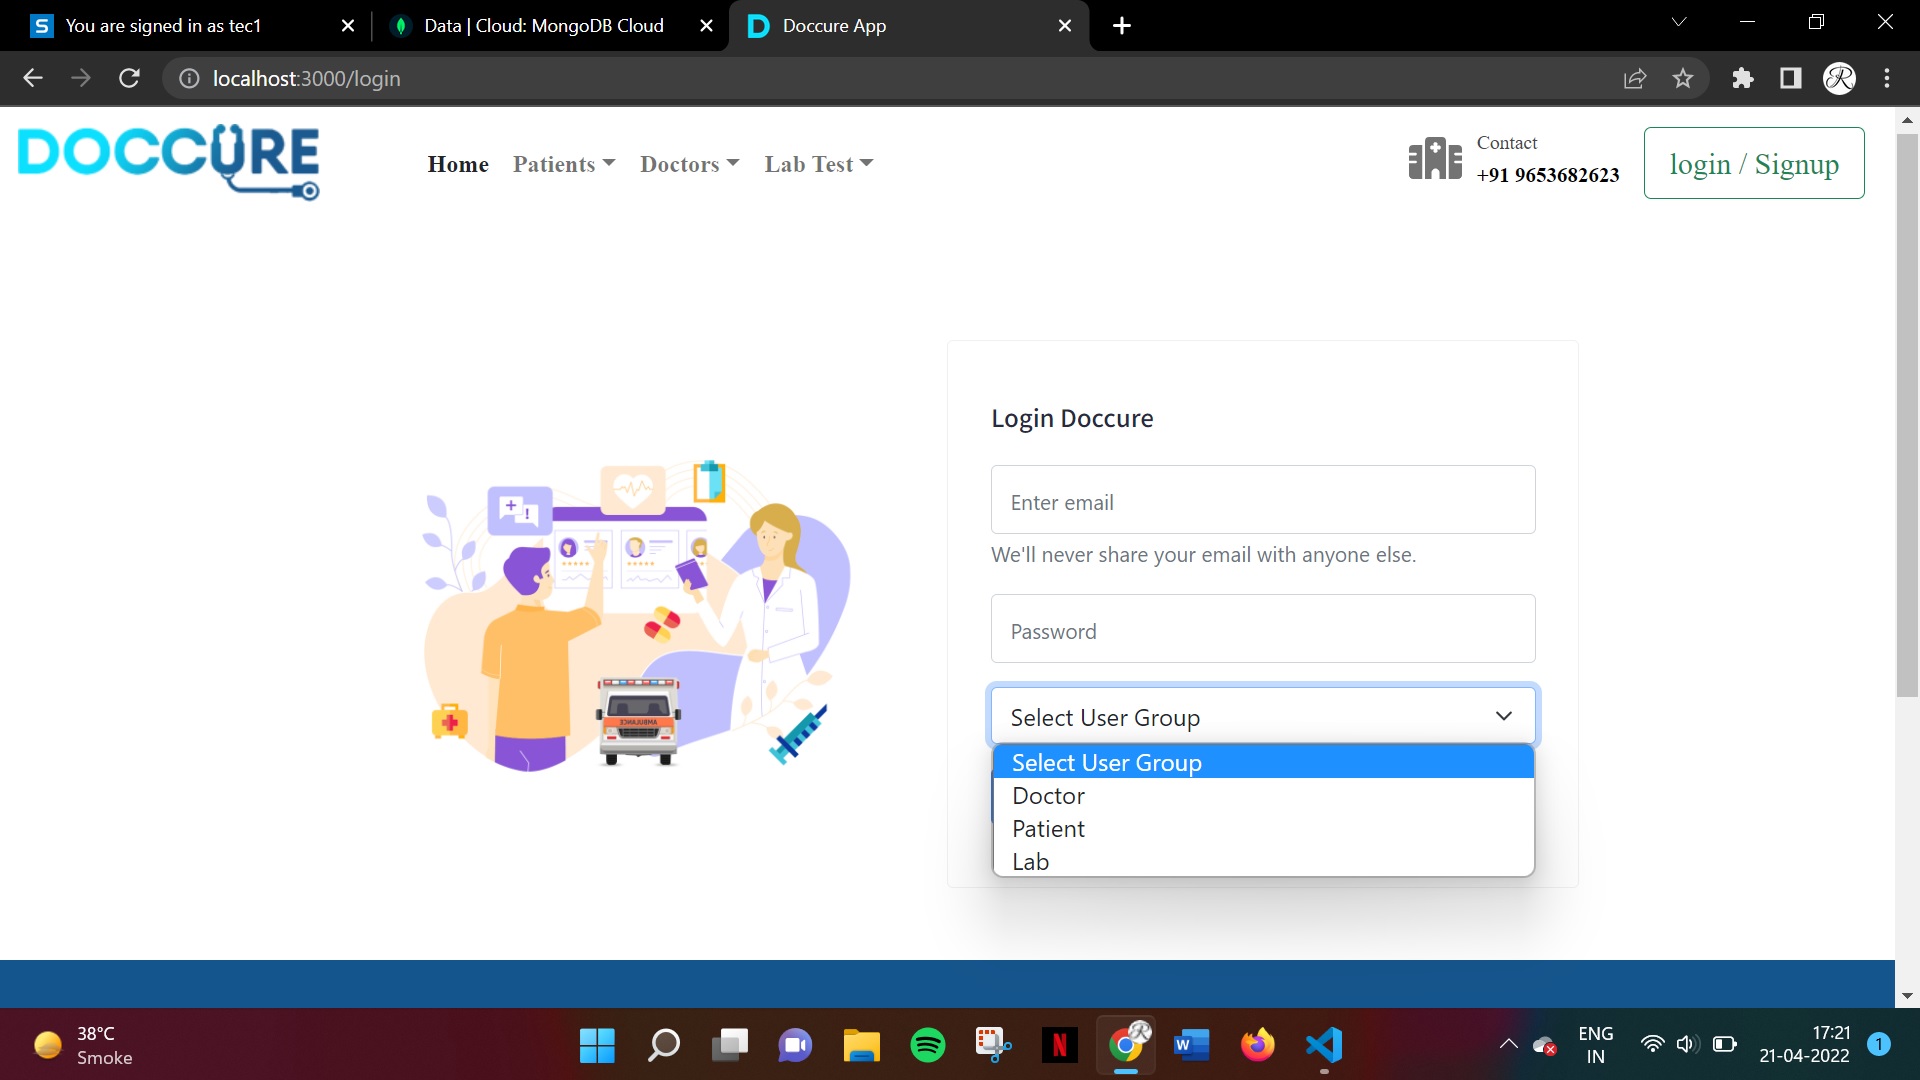 You are signed in as tec1
Data | Cloud: MongoDB Cloud
Doccure App
localhost:3000/login
DOCCURE
Home
Patients
Doctors
Lab Test
Contact
+91 9653682623
login / Signup
Login Doccure
Enter email
We'll never share your email with anyone else.
Password
Select User Group
Select User Group
Doctor
Patient
Lab
AMBULANCE
38°C
Smoke
ENG
IN
17:21
21-04-2022
1